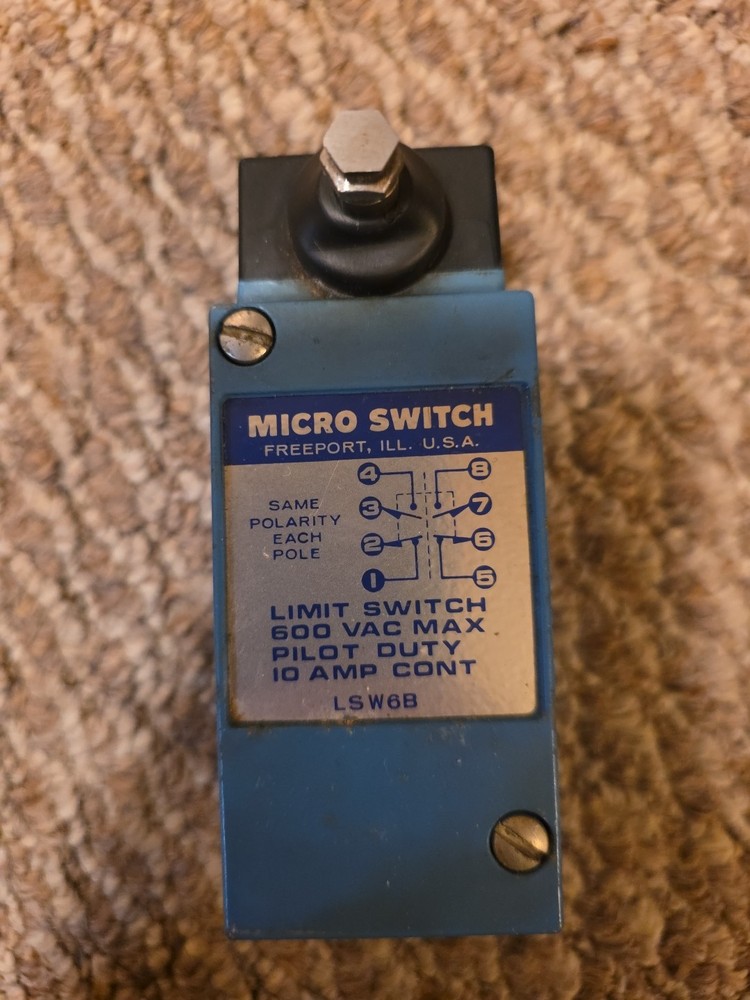 MICRO SWITCH
FREEPORT, ILL. U.S.A.
4 8
SAME
3 7
POLARITY
EACH
2 6
POLE
1 5
LIMIT SWITCH
600 VAC MAX
PILOT DUTY
10 AMP CONT
LSW6B